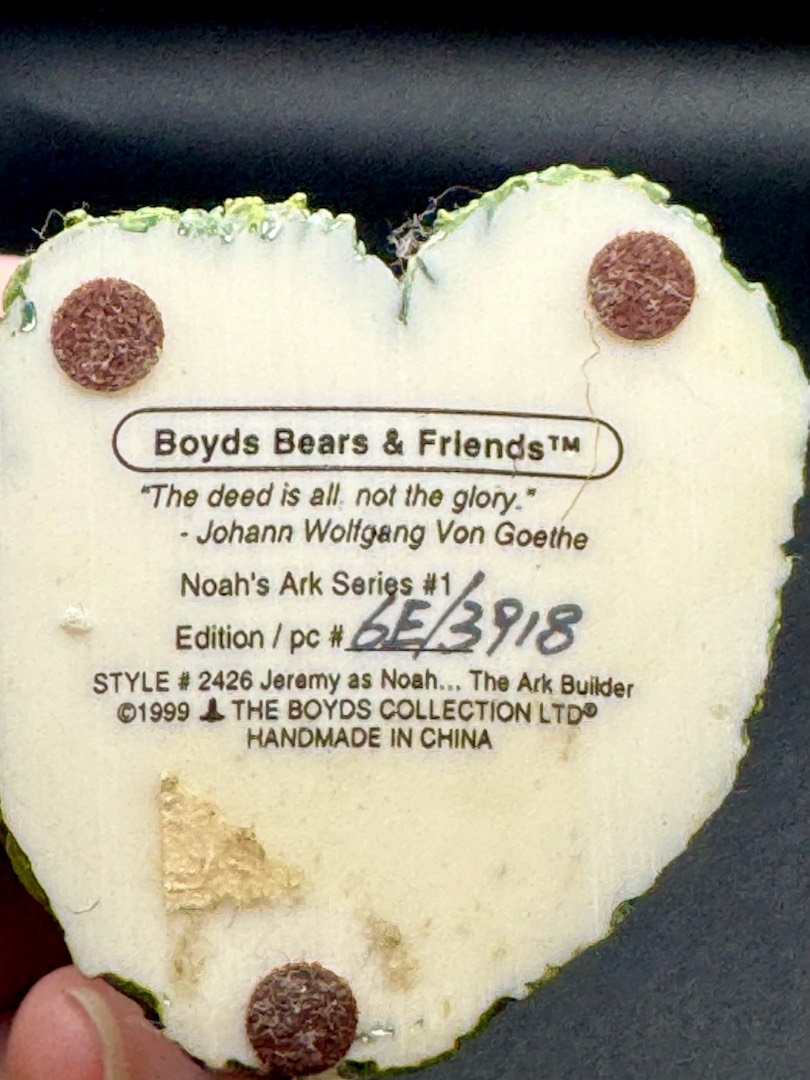 Boyds Bears & Friends™
"The deed is all, not the glory."
- Johann Wolfgang Von Goethe
Noah's Ark Series #1
Edition / pc # 6E/3918
STYLE # 2426 Jeremy as Noah... The Ark Builder
©1999 THE BOYDS COLLECTION LTD®
HANDMADE IN CHINA